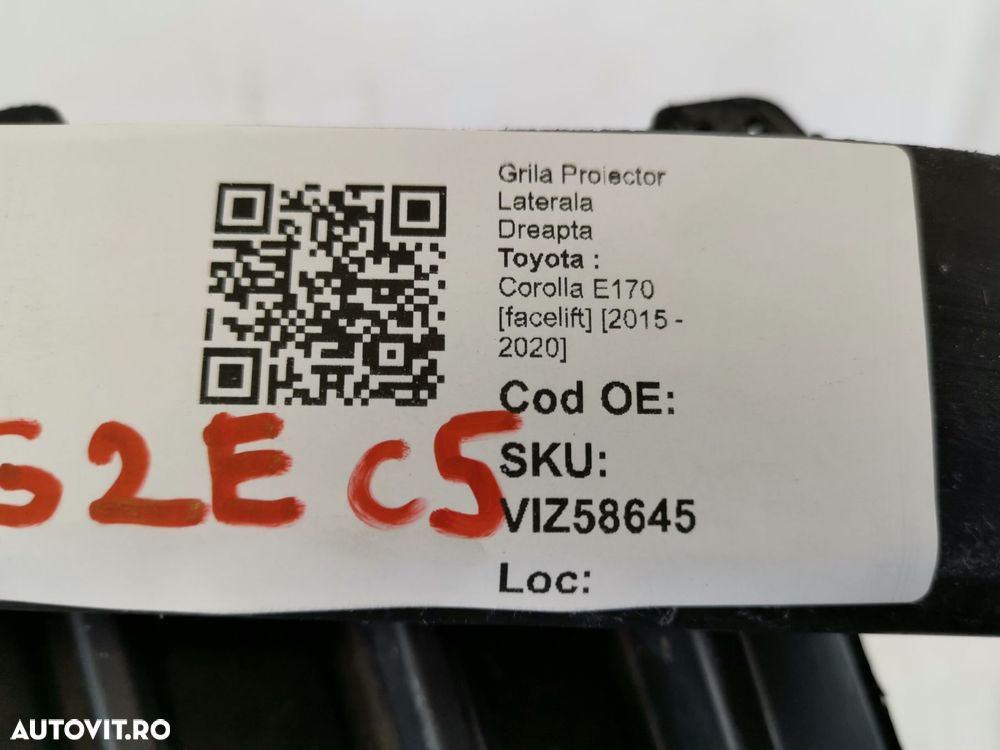 Grila Proiector
Laterala
Dreapta
Toyota :
Corolla E170
[facelift] [2015 -
2020]
Cod OE:
SKU:
VIZ58645
Loc:
S2E C5
AUTOVIT.RO